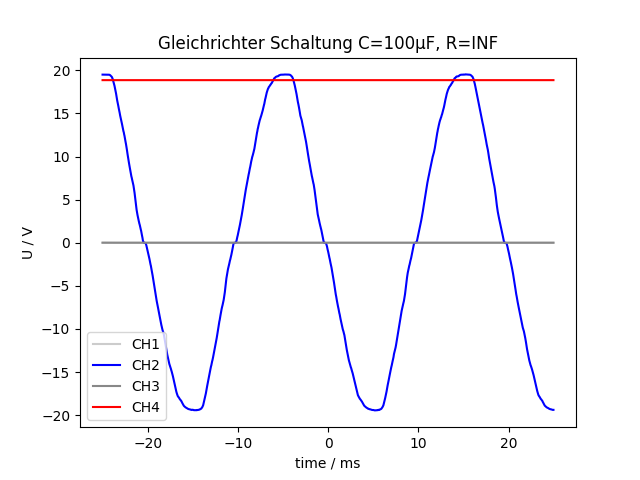 Gleichrichter Schaltung C=100μF, R=INF
20
15
10
5
0
−5
−10
−15
−20
U / V
CH1
CH2
CH3
CH4
−20
−10
0
10
20
time / ms